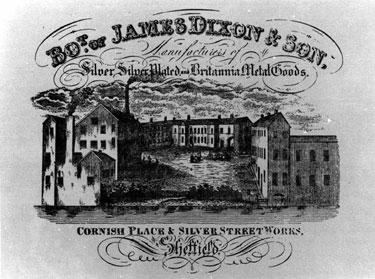 BOT. OF JAMES DIXON & SON,
Manufacturers of
Silver, Silver Plated and Britannia Metal Goods.
CORNISH PLACE & SILVER STREET WORKS,
Sheffield.